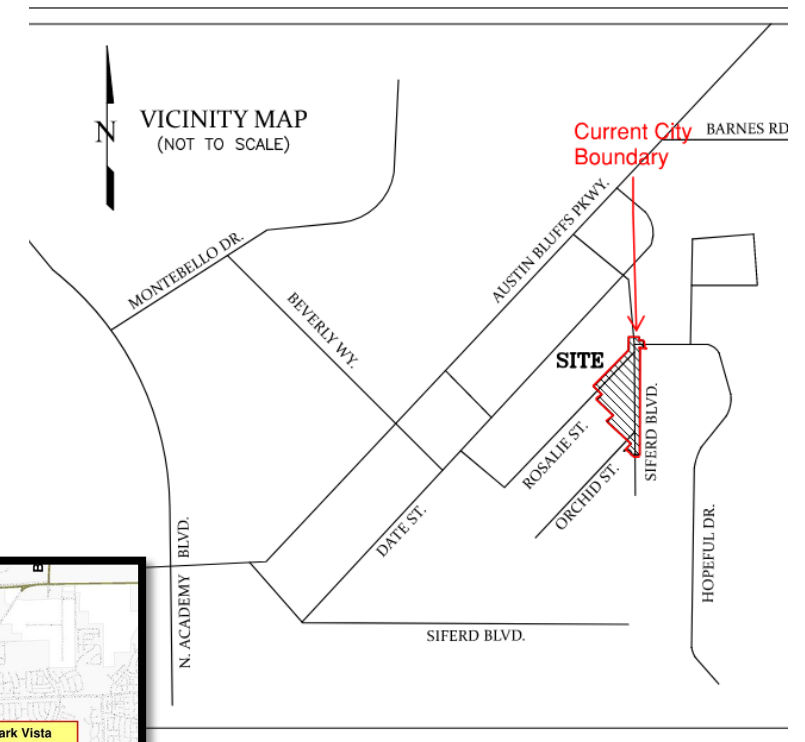 VICINITY MAP
(NOT TO SCALE)
N
Current City
Boundary
BARNES RD
AUSTIN BLUFFS PKWY.
MONTEBELLO DR.
BEVERLY WY.
SITE
SIFERD BLVD.
ROSALIE ST.
ORCHID ST.
DATE ST.
HOPEFUL DR.
N. ACADEMY BLVD.
SIFERD BLVD.
ark Vista